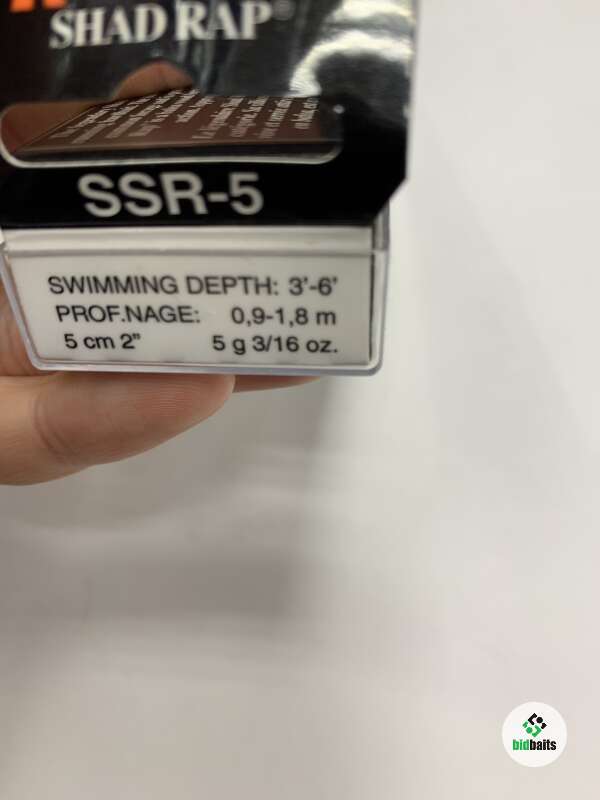 SHAD RAP®
SSR-5
SWIMMING DEPTH: 3'-6'
PROF.NAGE: 0,9-1,8 m
5 cm 2" 5 g 3/16 oz.
bidbaits